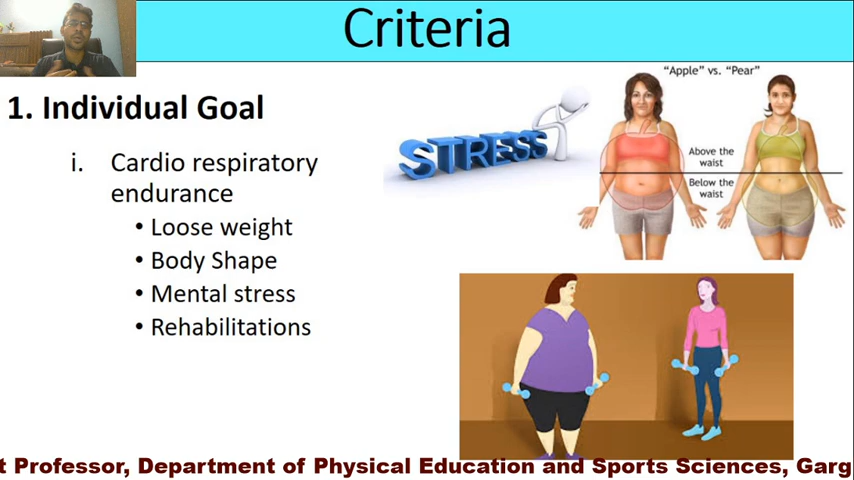 Criteria
1. Individual Goal
i. Cardio respiratory
endurance
• Loose weight
• Body Shape
• Mental stress
• Rehabilitations
STRESS
“Apple” vs. “Pear”
Above the
waist
Below the
waist
t Professor, Department of Physical Education and Sports Sciences, Garg